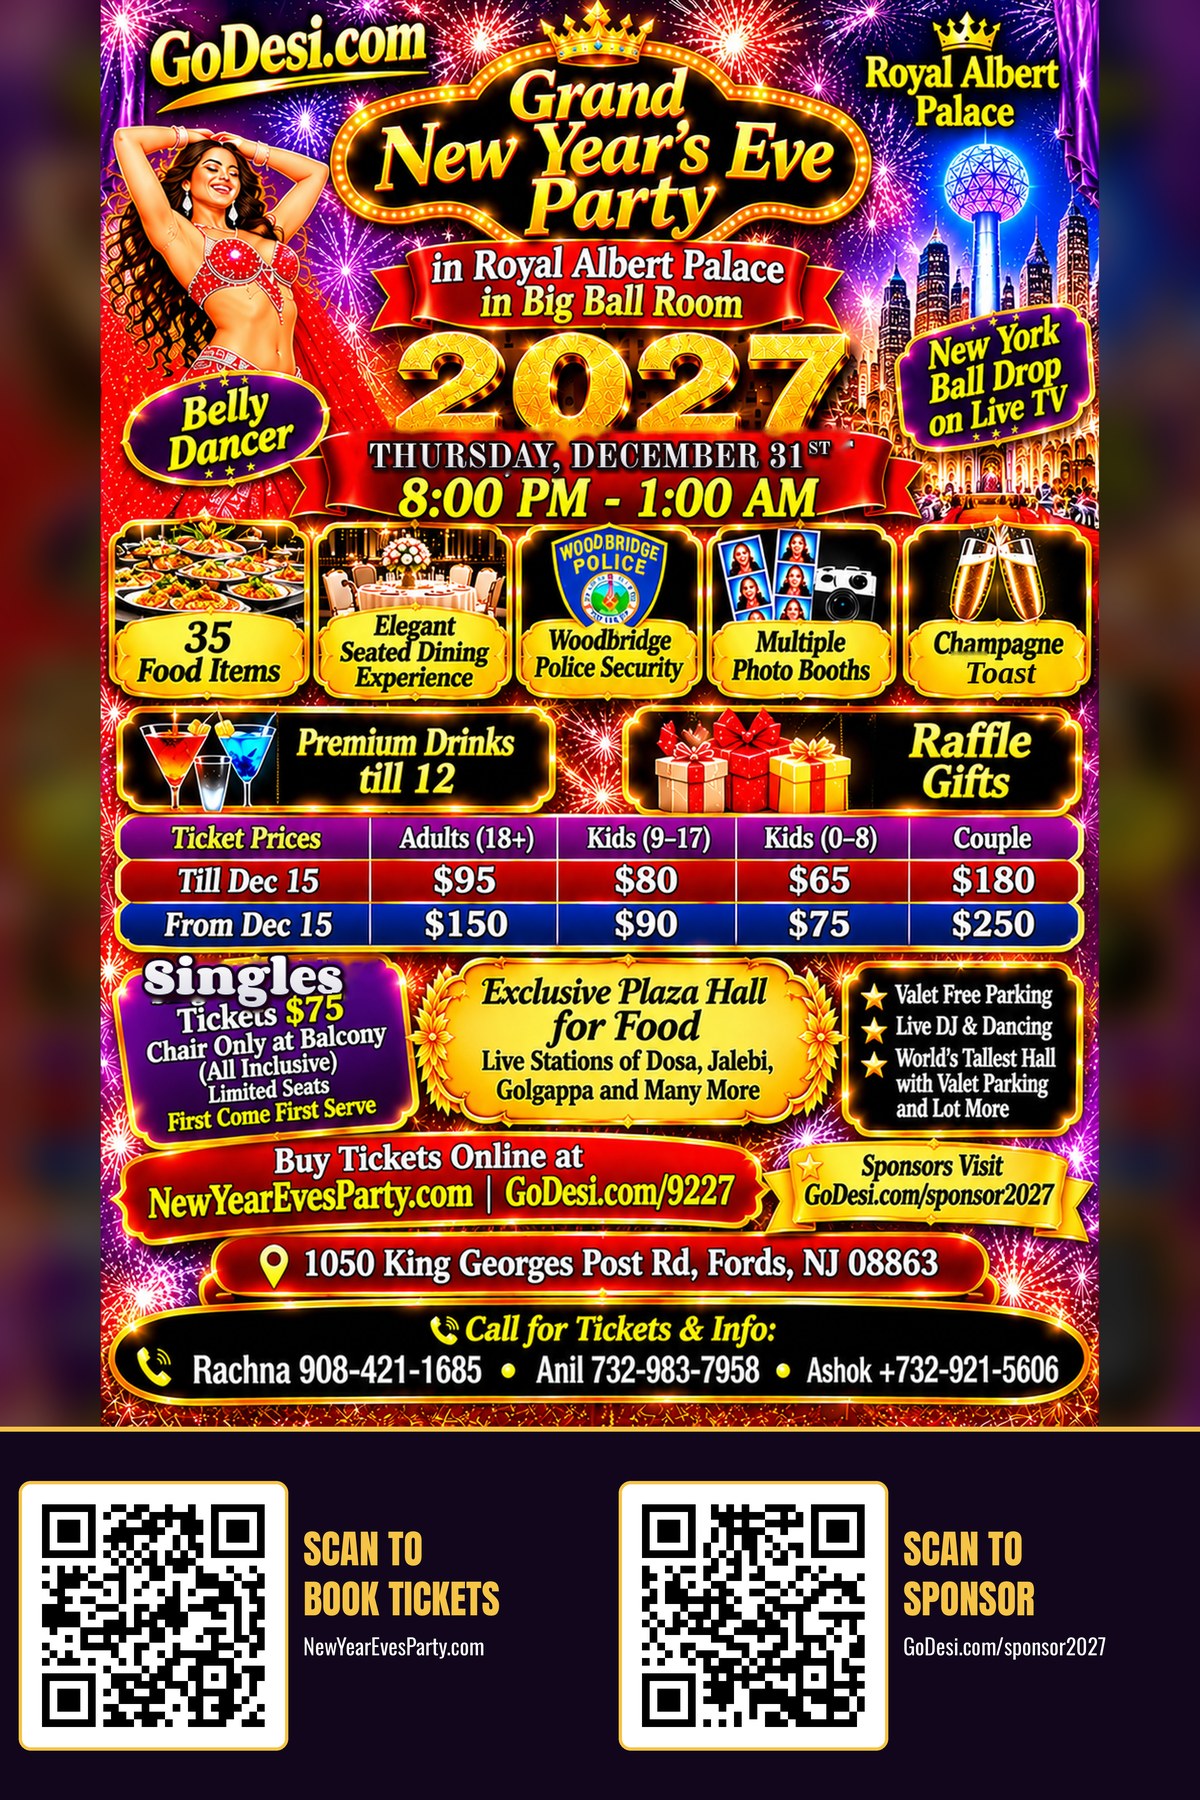 GoDesi.com
Grand
New Year's Eve
Party
Royal Albert
Palace
in Royal Albert Palace
in Big Ball Room
2027
New York
Ball Drop
on Live TV
Belly
Dancer
THURSDAY, DECEMBER 31ST
8:00 PM - 1:00 AM
35
Food Items
Elegant
Seated Dining
Experience
WOODBRIDGE
POLICE
Woodbridge
Police Security
Multiple
Photo Booths
Champagne
Toast
Premium Drinks
till 12
Raffle
Gifts
Ticket Prices Adults (18+) Kids (9–17) Kids (0–8) Couple
Till Dec 15 $95 $80 $65 $180
From Dec 15 $150 $90 $75 $250
Singles
Tickets $75
Chair Only at Balcony
(All Inclusive)
Limited Seats
First Come First Serve
Exclusive Plaza Hall
for Food
Live Stations of Dosa, Jalebi,
Golgappa and Many More
Valet Free Parking
Live DJ & Dancing
World's Tallest Hall
with Valet Parking
and Lot More
Buy Tickets Online at
NewYearEvesParty.com | GoDesi.com/9227
Sponsors Visit
GoDesi.com/sponsor2027
1050 King Georges Post Rd, Fords, NJ 08863
Call for Tickets & Info:
Rachna 908-421-1685 • Anil 732-983-7958 • Ashok +732-921-5606
SCAN TO
BOOK TICKETS
NewYearEvesParty.com
SCAN TO
SPONSOR
GoDesi.com/sponsor2027